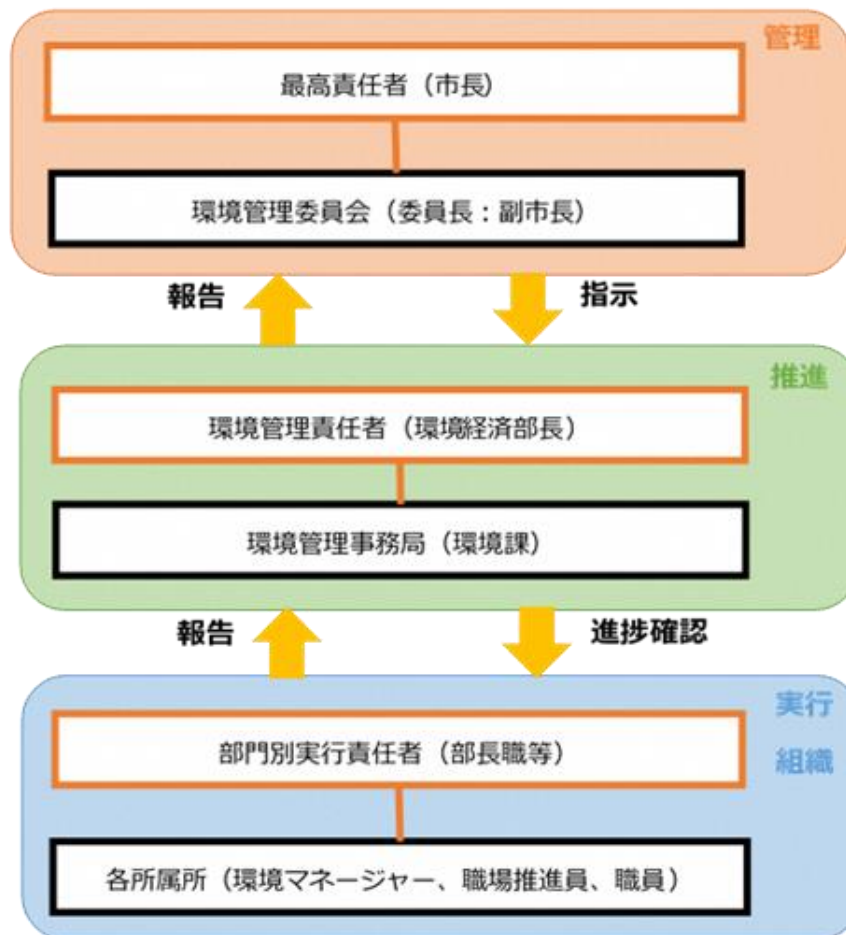 管理
最高責任者（市長）
環境管理委員会（委員長：副市長）
報告
指示
推進
環境管理責任者（環境経済部長）
環境管理事務局（環境課）
報告
進捗確認
実行
組織
部門別実行責任者（部長職等）
各所属所（環境マネージャー、職場推進員、職員）